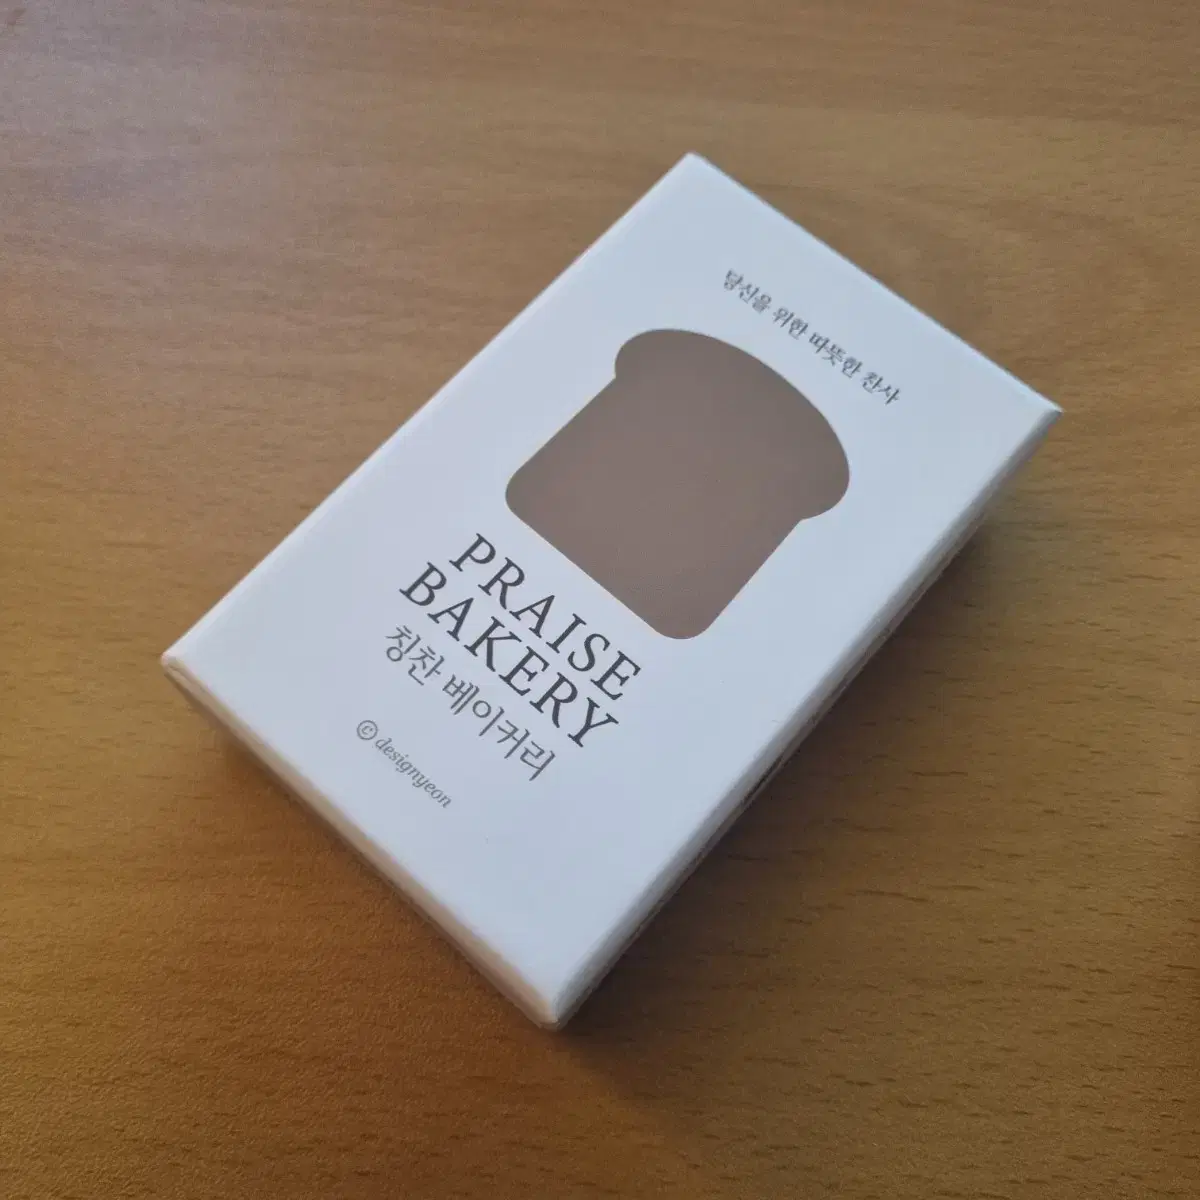 당신을 위한 따뜻한 찬사
PRAISE
BAKERY
칭찬 베이커리
ⓒ designyeon